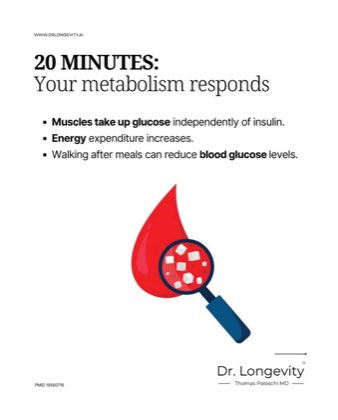 WWW.DRLONGEVITY.AI
20 MINUTES:
Your metabolism responds
• Muscles take up glucose independently of insulin.
• Energy expenditure increases.
• Walking after meals can reduce blood glucose levels.
Dr. Longevity
Thomas Paloschi MD